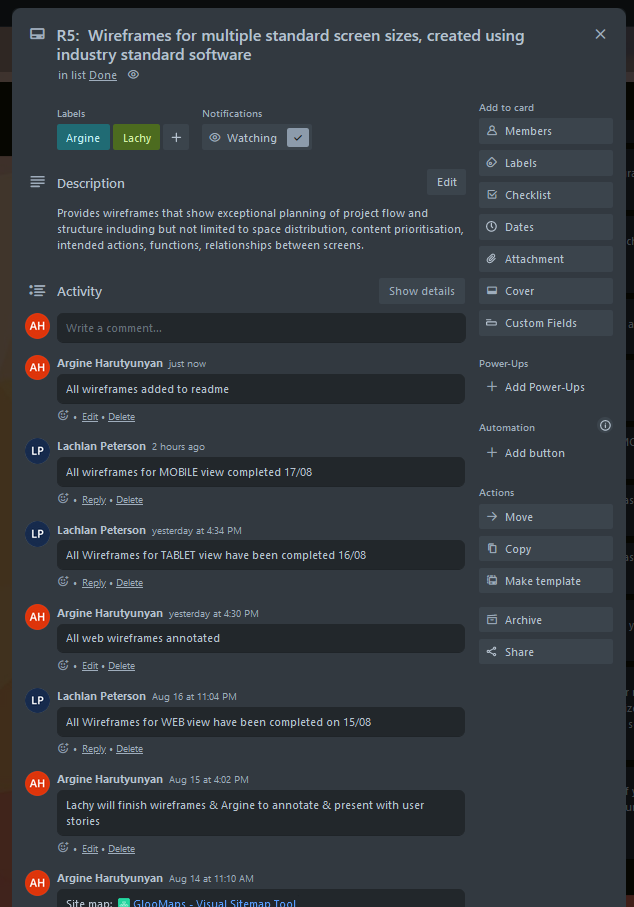 R5: Wireframes for multiple standard screen sizes, created using
industry standard software
in list Done
Labels
Notifications
Argine
Lachy
Watching
Description
Edit
Provides wireframes that show exceptional planning of project flow and
structure including but not limited to space distribution, content prioritisation,
intended actions, functions, relationships between screens.
Activity
Show details
AH
Write a comment...
AH
Argine Harutyunyan just now
All wireframes added to readme
• Edit • Delete
LP
Lachlan Peterson 2 hours ago
All wireframes for MOBILE view completed 17/08
• Reply • Delete
LP
Lachlan Peterson yesterday at 4:34 PM
All Wireframes for TABLET view have been completed 16/08
• Reply • Delete
AH
Argine Harutyunyan yesterday at 4:30 PM
All web wireframes annotated
• Edit • Delete
LP
Lachlan Peterson Aug 16 at 11:04 PM
All Wireframes for WEB view have been completed on 15/08
• Reply • Delete
AH
Argine Harutyunyan Aug 15 at 4:02 PM
Lachy will finish wireframes & Argine to annotate & present with user
stories
• Edit • Delete
AH
Argine Harutyunyan Aug 14 at 11:10 AM
Site map: GlooMaps - Visual Sitemap Tool
Add to card
Members
Labels
Checklist
Dates
Attachment
Cover
Custom Fields
Power-Ups
+ Add Power-Ups
Automation
+ Add button
Actions
Move
Copy
Make template
Archive
Share